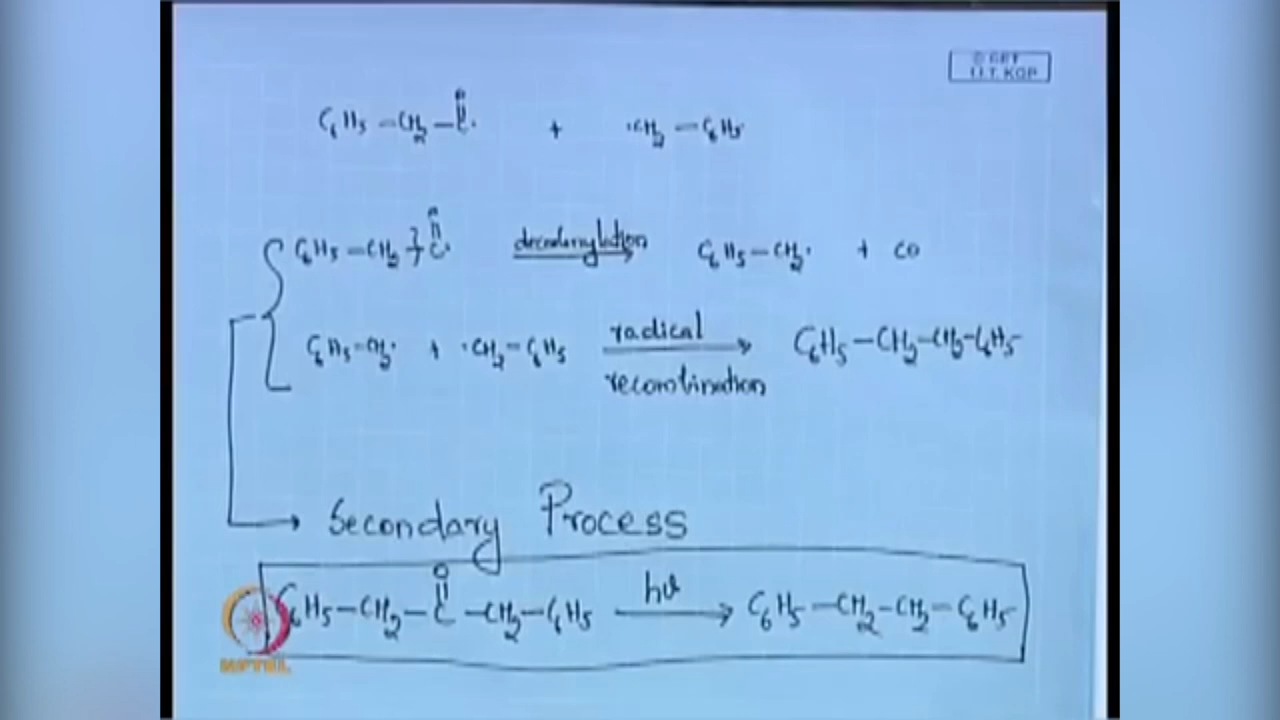 © CET
I.I.T. KGP
O
C6H5 –CH2 –C· + ·CH2 –C6H5
O
C6H5 –CH2 C· decarbonylation C6H5–CH2· + CO
C6H5–CH2· + ·CH2–C6H5 radical recombination → C6H5–CH2–CH2–C6H5
→ Secondary Process
O
C6H5–CH2–C–CH2–C6H5 hν → C6H5–CH2–CH2–C6H5
NPTEL